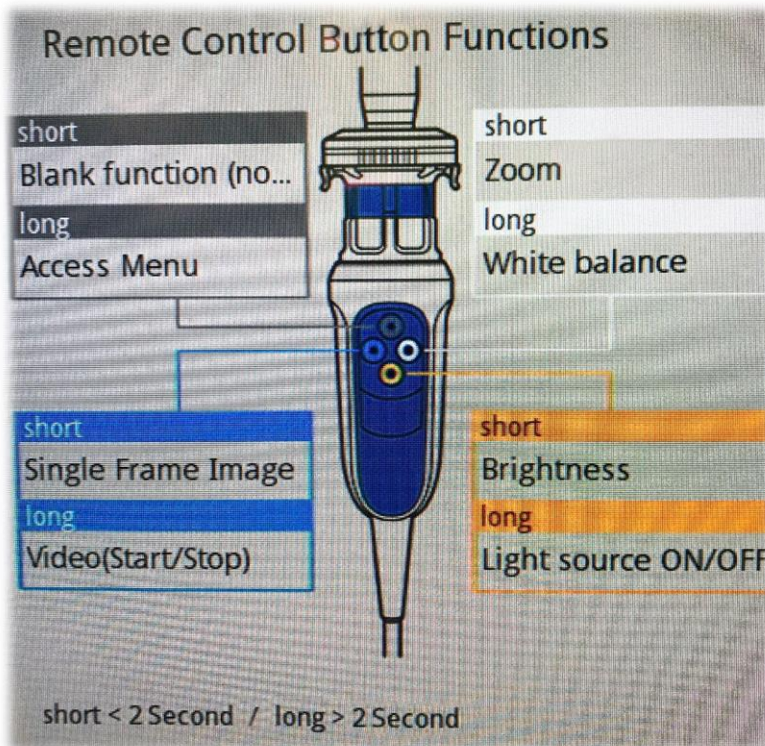 Remote Control Button Functions
short
Blank function (no...
long
Access Menu
short
Zoom
long
White balance
short
Single Frame Image
long
Video(Start/Stop)
short
Brightness
long
Light source ON/OFF
short < 2 Second / long > 2 Second